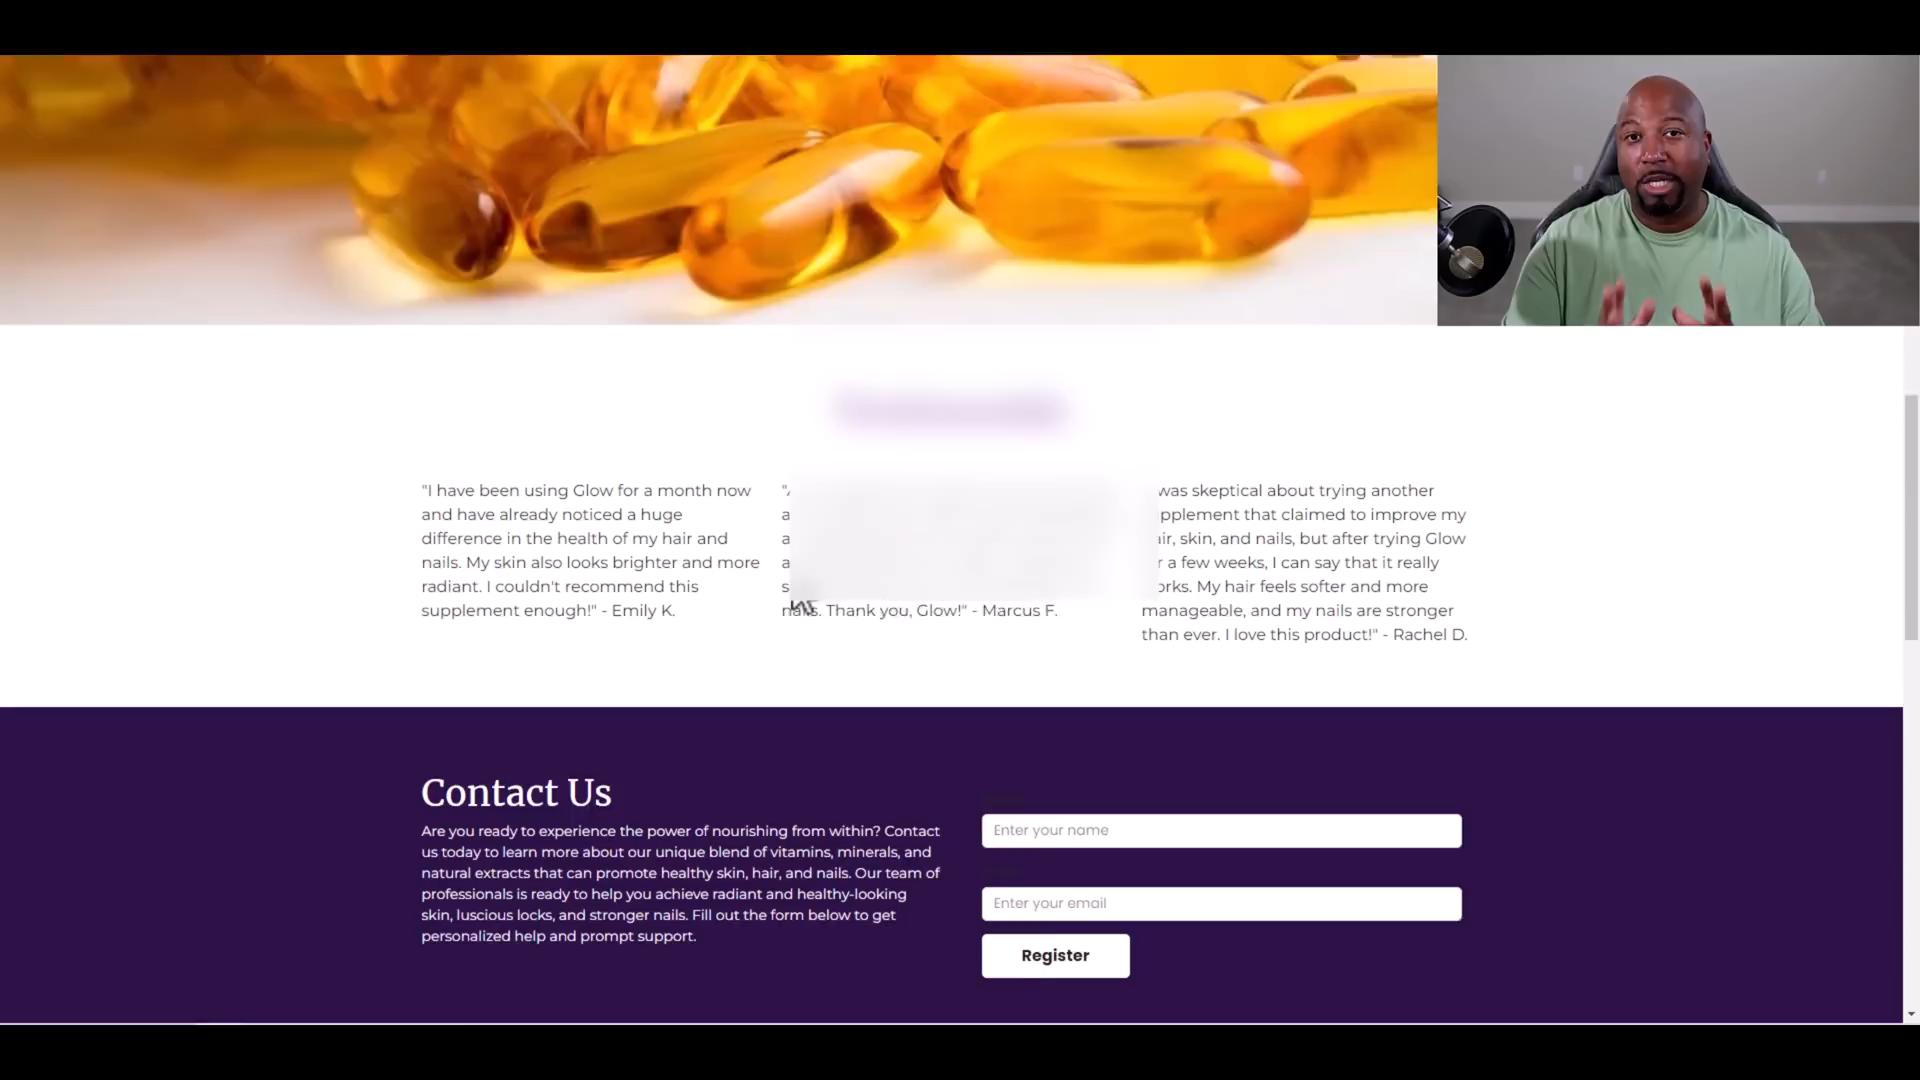 "I have been using Glow for a month now
and have already noticed a huge
difference in the health of my hair and
nails. My skin also looks brighter and more
radiant. I couldn't recommend this
supplement enough!" - Emily K.
Thank you, Glow!" - Marcus F.
was skeptical about trying another
that claimed to improve my
skin, and nails, but after trying Glow
a few weeks, I can say that it really
My hair feels softer and more
manageable, and my nails are stronger
than ever. I love this product!" - Rachel D.
Contact Us
Are you ready to experience the power of nourishing from within? Contact
us today to learn more about our unique blend of vitamins, minerals, and
natural extracts that can promote healthy skin, hair, and nails. Our team of
professionals is ready to help you achieve radiant and healthy-looking
skin, luscious locks, and stronger nails. Fill out the form below to get
personalized help and prompt support.
Enter your name
Enter your email
Register